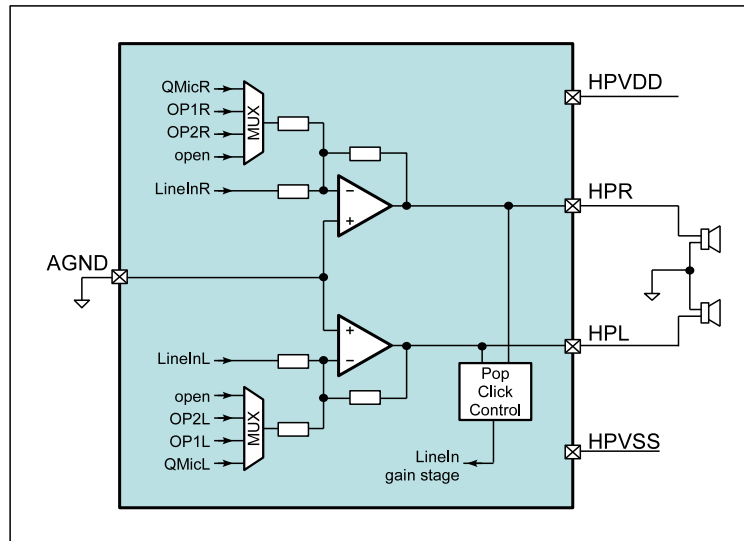 QMicR
OP1R
OP2R
open
MUX
LineInR
−
+
HPVDD
HPR
AGND
HPL
+
−
LineInL
open
OP2L
OP1L
QMicL
MUX
Pop
Click
Control
LineIn
gain stage
HPVSS